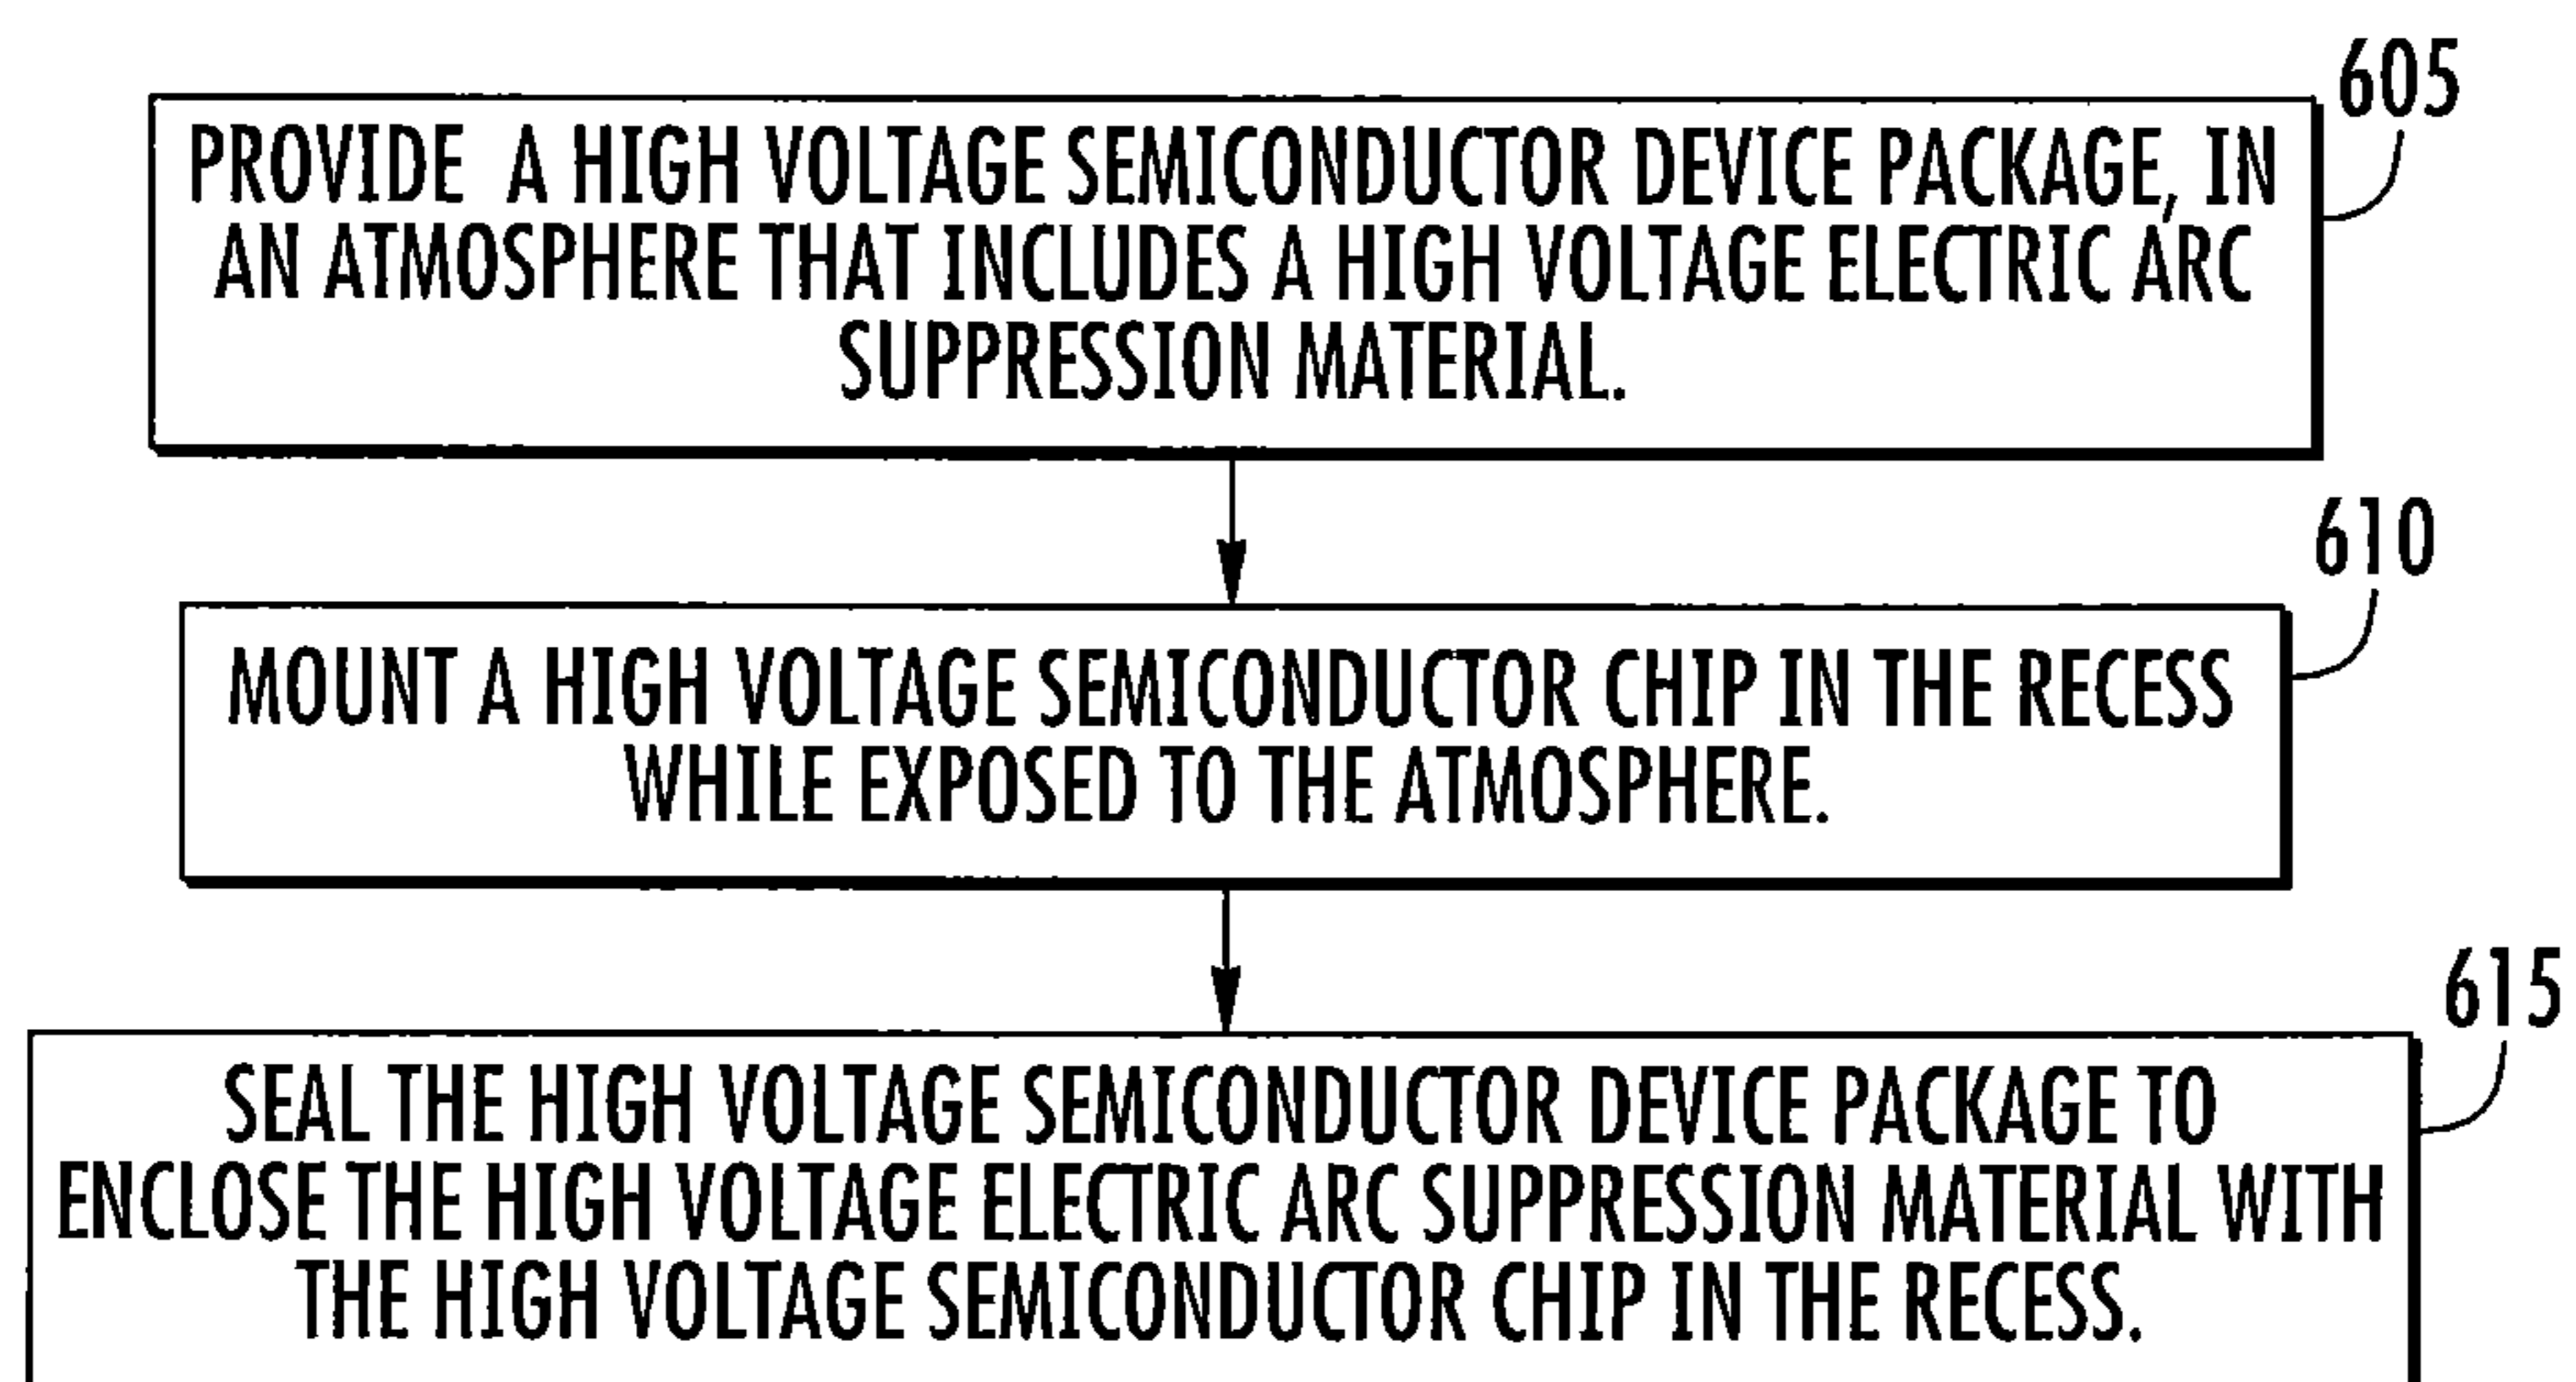 605
PROVIDE A HIGH VOLTAGE SEMICONDUCTOR DEVICE PACKAGE, IN
AN ATMOSPHERE THAT INCLUDES A HIGH VOLTAGE ELECTRIC ARC
SUPPRESSION MATERIAL.
610
MOUNT A HIGH VOLTAGE SEMICONDUCTOR CHIP IN THE RECESS
WHILE EXPOSED TO THE ATMOSPHERE.
615
SEAL THE HIGH VOLTAGE SEMICONDUCTOR DEVICE PACKAGE TO
ENCLOSE THE HIGH VOLTAGE ELECTRIC ARC SUPPRESSION MATERIAL WITH
THE HIGH VOLTAGE SEMICONDUCTOR CHIP IN THE RECESS.